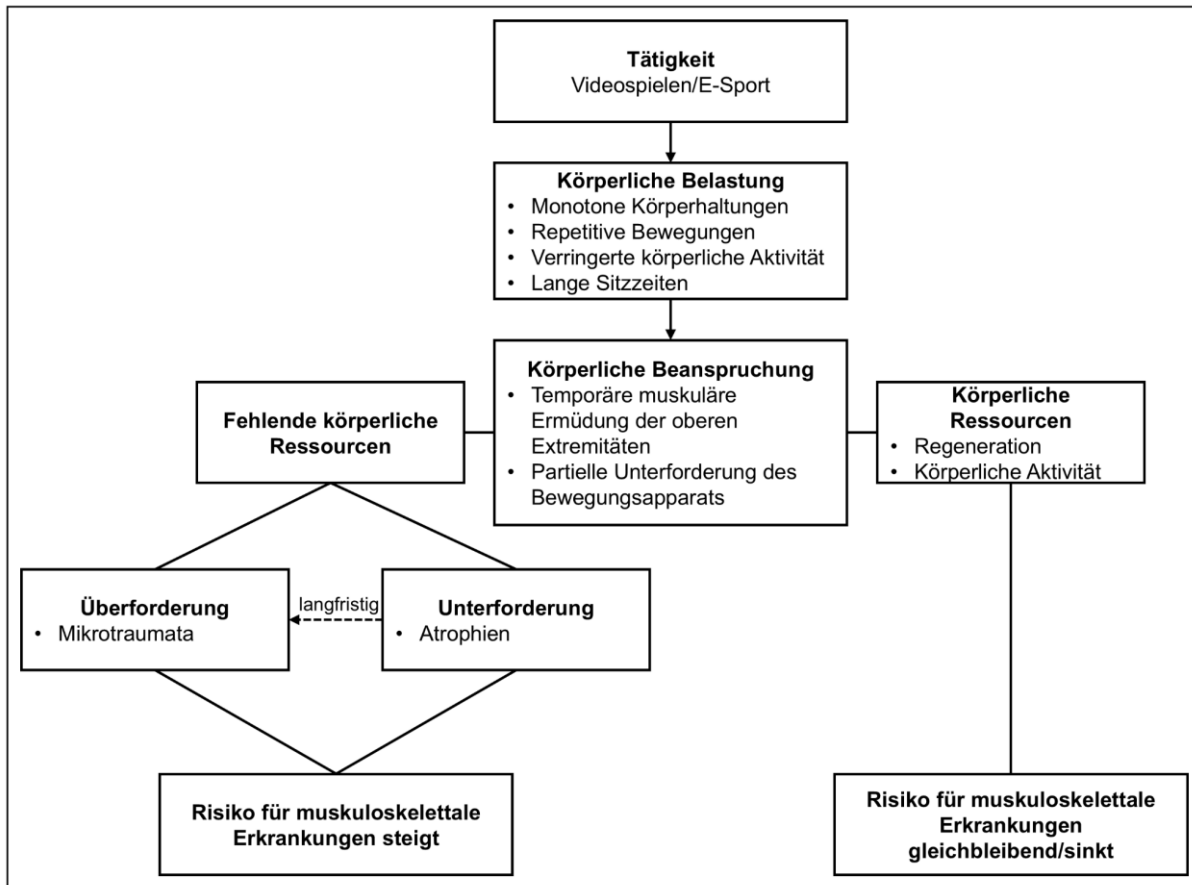 Tätigkeit
Videospielen/E-Sport
Körperliche Belastung
• Monotone Körperhaltungen
• Repetitive Bewegungen
• Verringerte körperliche Aktivität
• Lange Sitzzeiten
Körperliche Beanspruchung
• Temporäre muskuläre
Ermüdung der oberen
Extremitäten
• Partielle Unterforderung des
Bewegungsapparats
Fehlende körperliche
Ressourcen
Körperliche
Ressourcen
• Regeneration
• Körperliche Aktivität
Überforderung
• Mikrotraumata
langfristig
Unterforderung
• Atrophien
Risiko für muskuloskelettale
Erkrankungen steigt
Risiko für muskuloskelettale
Erkrankungen
gleichbleibend/sinkt